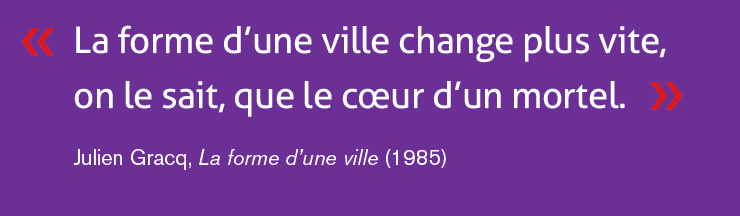 « La forme d’une ville change plus vite,
on le sait, que le cœur d’un mortel. »
Julien Gracq, La forme d’une ville (1985)